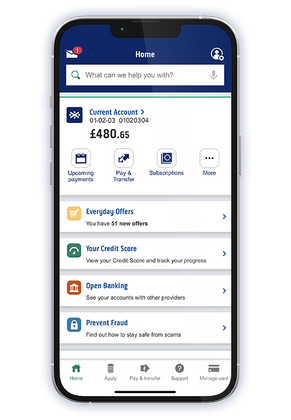 1
Home
What can we help you with?
Current Account >
01-02-03 01020304
£480.65
Upcoming
payments
Pay &
Transfer
Subscriptions
More
Everyday Offers
You have 51 new offers
Your Credit Score
View your Credit Score and track your progress
Open Banking
See your accounts with other providers
Prevent Fraud
Find out how to stay safe from scams
Home Apply Pay & transfer Support Manage card